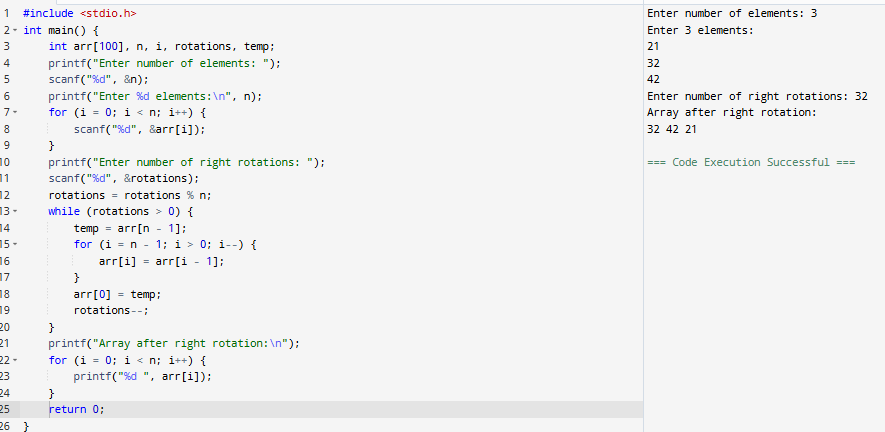 1 #include <stdio.h>
2 int main() {
3 int arr[100], n, i, rotations, temp;
4 printf("Enter number of elements: ");
5 scanf("%d", &n);
6 printf("Enter %d elements:\n", n);
7 for (i = 0; i < n; i++) {
8 scanf("%d", &arr[i]);
9 }
10 printf("Enter number of right rotations: ");
11 scanf("%d", &rotations);
12 rotations = rotations % n;
13 while (rotations > 0) {
14 temp = arr[n - 1];
15 for (i = n - 1; i > 0; i--) {
16 arr[i] = arr[i - 1];
17 }
18 arr[0] = temp;
19 rotations--;
20 }
21 printf("Array after right rotation:\n");
22 for (i = 0; i < n; i++) {
23 printf("%d ", arr[i]);
24 }
25 return 0;
26 }
Enter number of elements: 3
Enter 3 elements:
21
32
42
Enter number of right rotations: 32
Array after right rotation:
32 42 21
=== Code Execution Successful ===